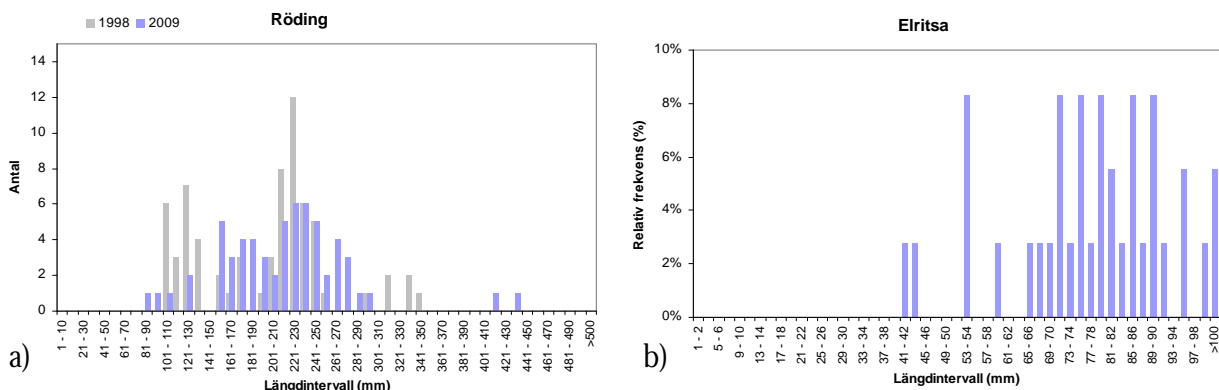 1998 2009
Röding
Antal
14
12
10
8
6
4
2
0
1 - 10
21 - 30
41 - 50
61 - 70
81 - 90
101 - 110
121 - 130
141 - 150
161 - 170
181 - 190
201 - 210
221 - 230
241 - 250
261 - 270
281 - 290
301 - 310
321 - 330
341 - 350
361 - 370
381 - 390
401 - 410
421 - 430
441 - 450
461 - 470
481 - 490
>500
Längdintervall (mm)
a)
Elritsa
Relativ frekvens (%)
10%
8%
6%
4%
2%
0%
1 - 2
5 - 6
9 - 10
13 - 14
17 - 18
21 - 22
25 - 26
29 - 30
33 - 34
37 - 38
41 - 42
45 - 46
49 - 50
53 - 54
57 - 58
61 - 62
65 - 66
69 - 70
73 - 74
77 - 78
81 - 82
85 - 86
89 - 90
93 - 94
97 - 98
>100
Längdintervall (mm)
b)